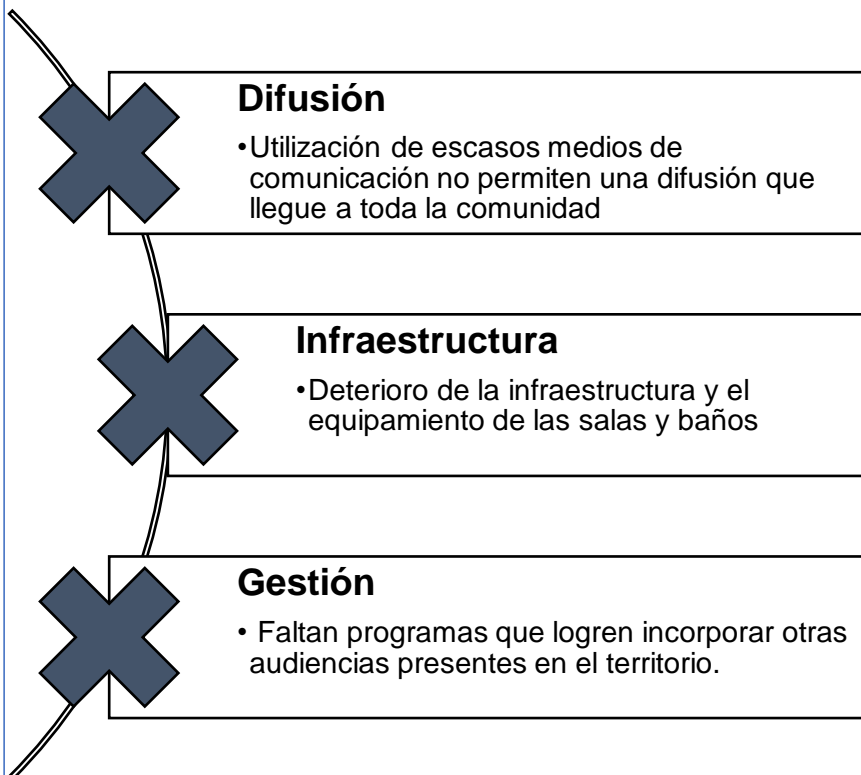 Difusión
•Utilización de escasos medios de
comunicación no permiten una difusión que
llegue a toda la comunidad
Infraestructura
•Deterioro de la infraestructura y el
equipamiento de las salas y baños
Gestión
• Faltan programas que logren incorporar otras
audiencias presentes en el territorio.